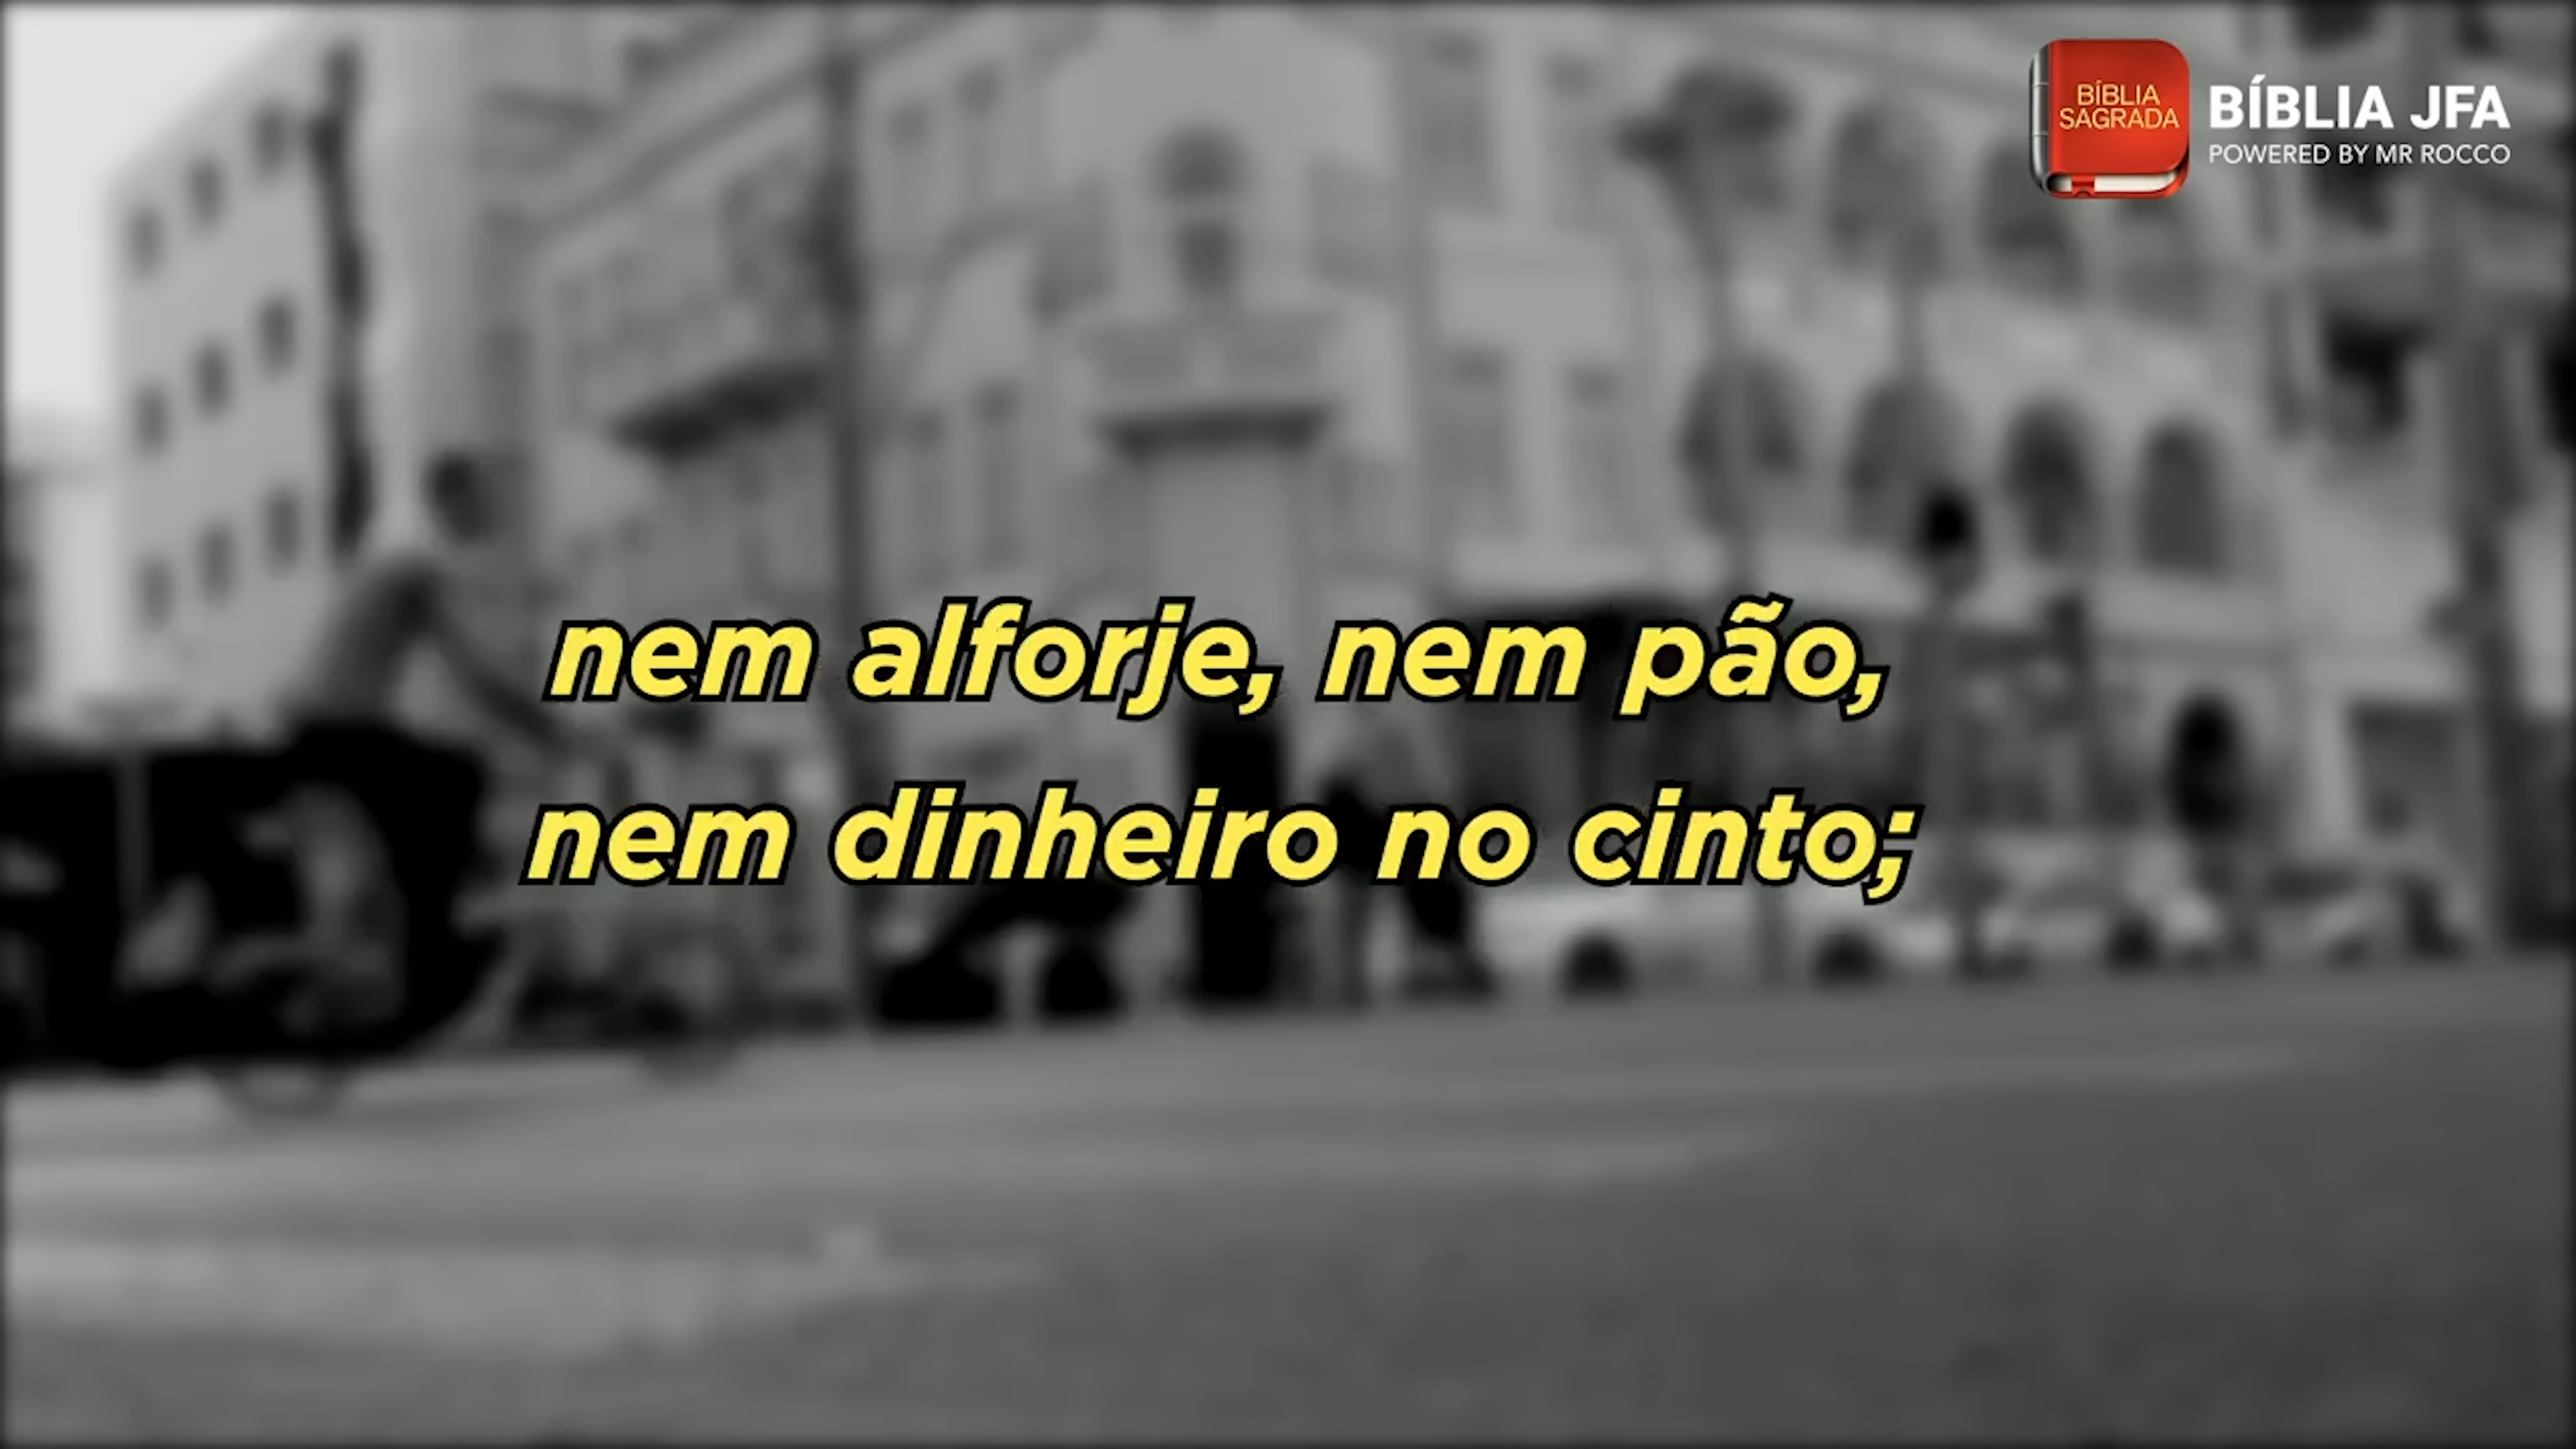 BÍBLIA
SAGRADA
BÍBLIA JFA
POWERED BY MR ROCCO
nem alforje, nem pão,
nem dinheiro no cinto;